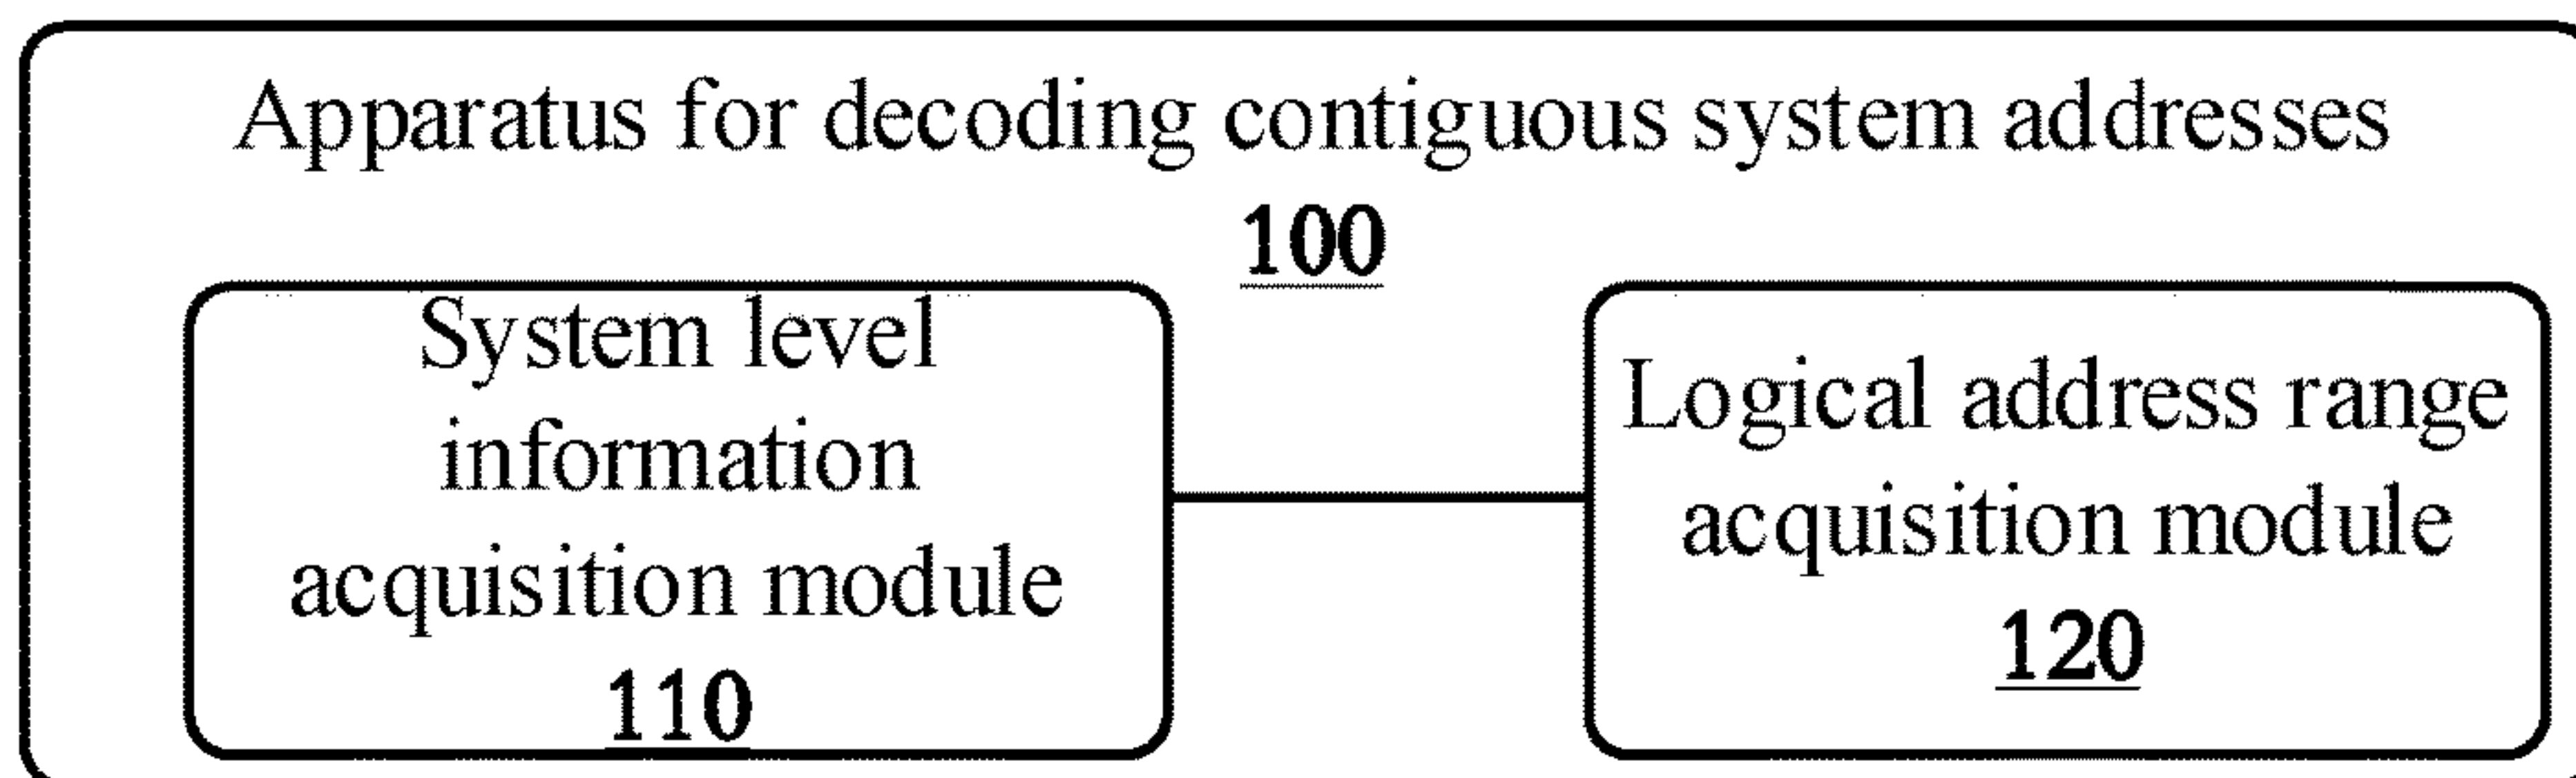 Apparatus for decoding contiguous system addresses
100
System level
information
acquisition module
110
Logical address range
acquisition module
120